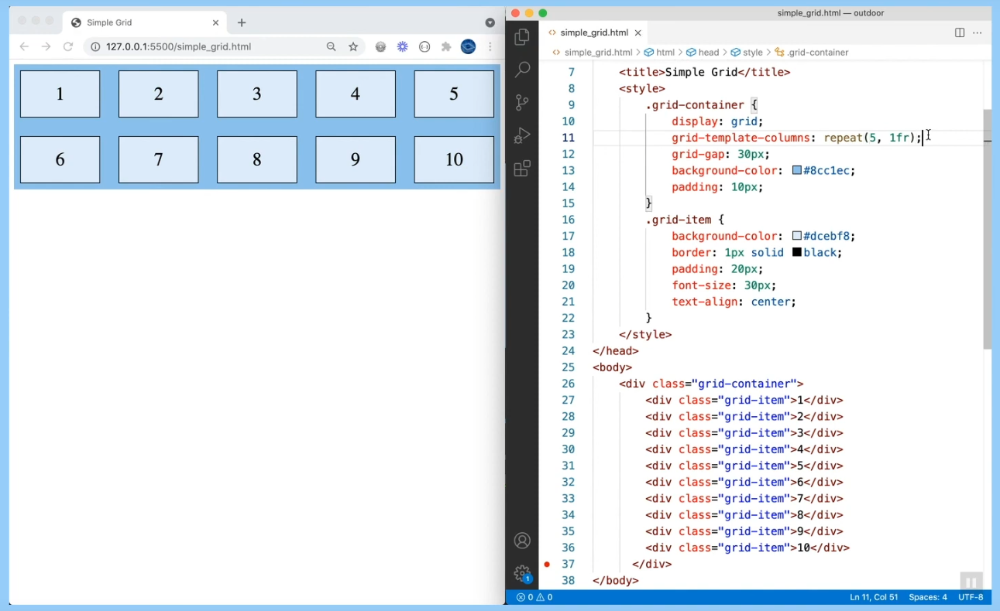 Simple Grid
127.0.0.1:5500/simple_grid.html
1 2 3 4 5
6 7 8 9 10
simple_grid.html — outdoor
simple_grid.html
simple_grid.html > html > head > style > .grid-container
7 <title>Simple Grid</title>
8 <style>
9 .grid-container {
10 display: grid;
11 grid-template-columns: repeat(5, 1fr);
12 grid-gap: 30px;
13 background-color: #8cc1ec;
14 padding: 10px;
15 }
16 .grid-item {
17 background-color: #dcebf8;
18 border: 1px solid black;
19 padding: 20px;
20 font-size: 30px;
21 text-align: center;
22 }
23 </style>
24 </head>
25 <body>
26 <div class="grid-container">
27 <div class="grid-item">1</div>
28 <div class="grid-item">2</div>
29 <div class="grid-item">3</div>
30 <div class="grid-item">4</div>
31 <div class="grid-item">5</div>
32 <div class="grid-item">6</div>
33 <div class="grid-item">7</div>
34 <div class="grid-item">8</div>
35 <div class="grid-item">9</div>
36 <div class="grid-item">10</div>
37 </div>
38 </body>
1
0 0
Ln 11, Col 51 Spaces: 4 UTF-8